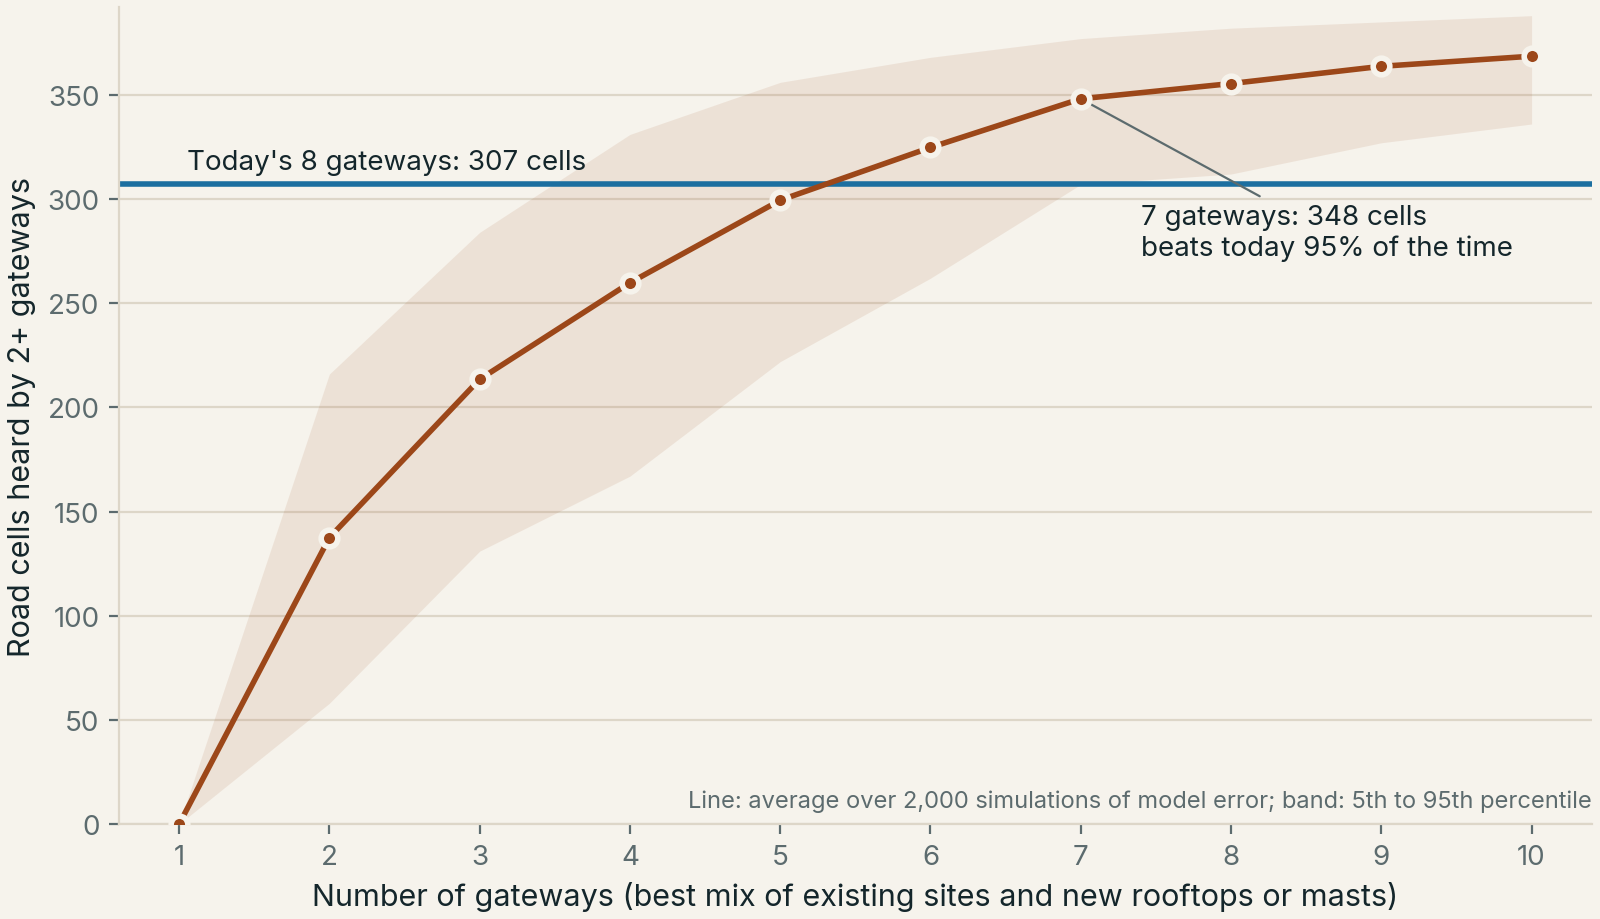 Road cells heard by 2+ gateways
350
300
250
200
150
100
50
0
Today's 8 gateways: 307 cells
7 gateways: 348 cells
beats today 95% of the time
Line: average over 2,000 simulations of model error; band: 5th to 95th percentile
1 2 3 4 5 6 7 8 9 10
Number of gateways (best mix of existing sites and new rooftops or masts)